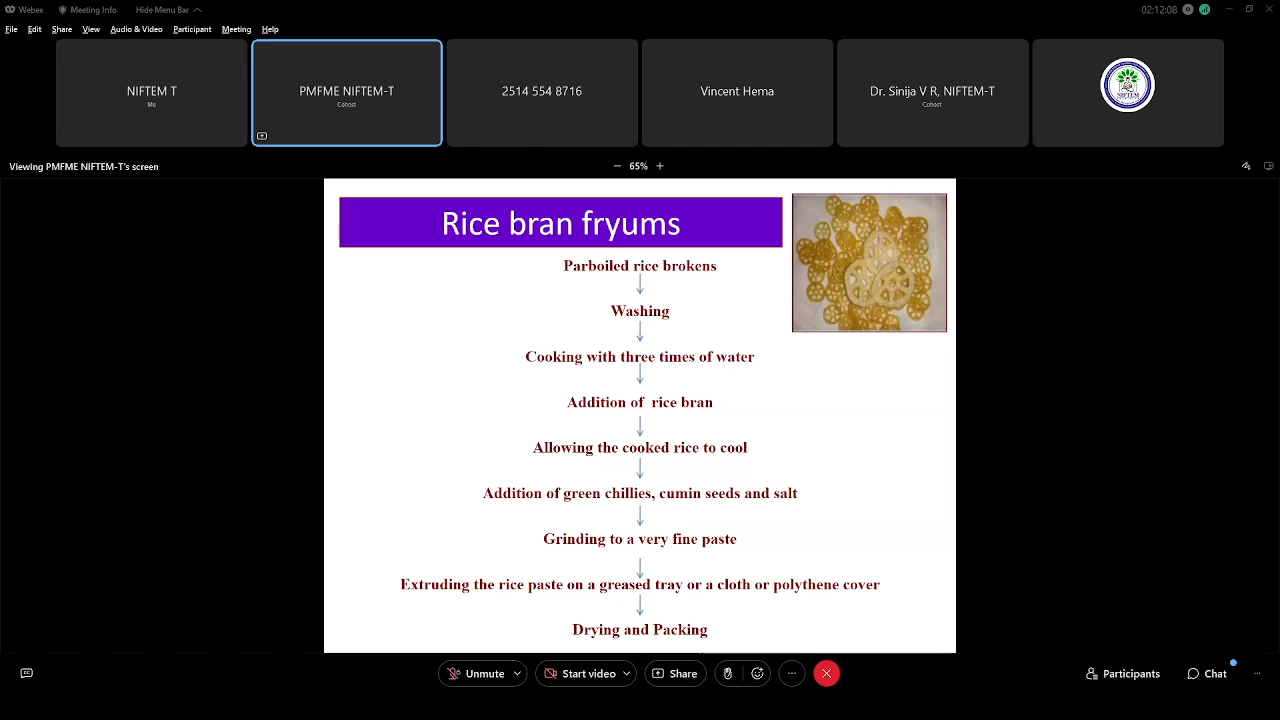 Webex
Meeting Info
Hide Menu Bar
02:12:08
File Edit Share View Audio & Video Participant Meeting Help
NIFTEM T
Me
PMFME NIFTEM-T
Cohost
2514 554 8716
Vincent Hema
Dr. Sinija V R, NIFTEM-T
Cohost
NIFTEM
Viewing PMFME NIFTEM-T's screen
65%
Rice bran fryums
Parboiled rice brokens
Washing
Cooking with three times of water
Addition of rice bran
Allowing the cooked rice to cool
Addition of green chillies, cumin seeds and salt
Grinding to a very fine paste
Extruding the rice paste on a greased tray or a cloth or polythene cover
Drying and Packing
Unmute
Start video
Share
Participants
Chat